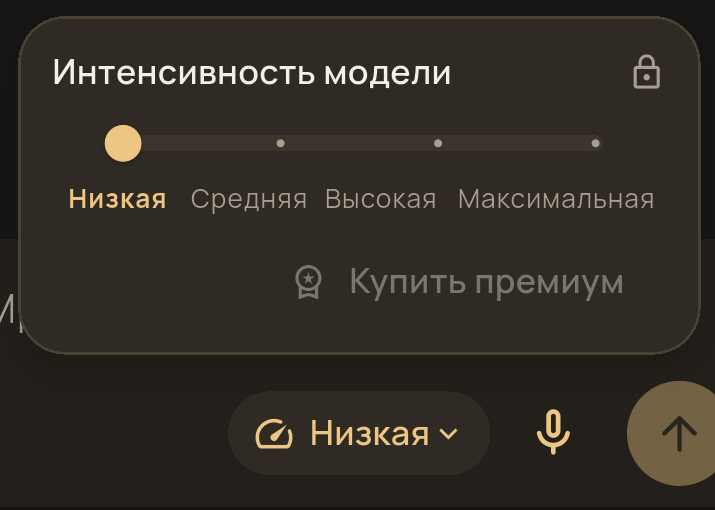 Интенсивность модели
Низкая Средняя Высокая Максимальная
Купить премиум
Низкая